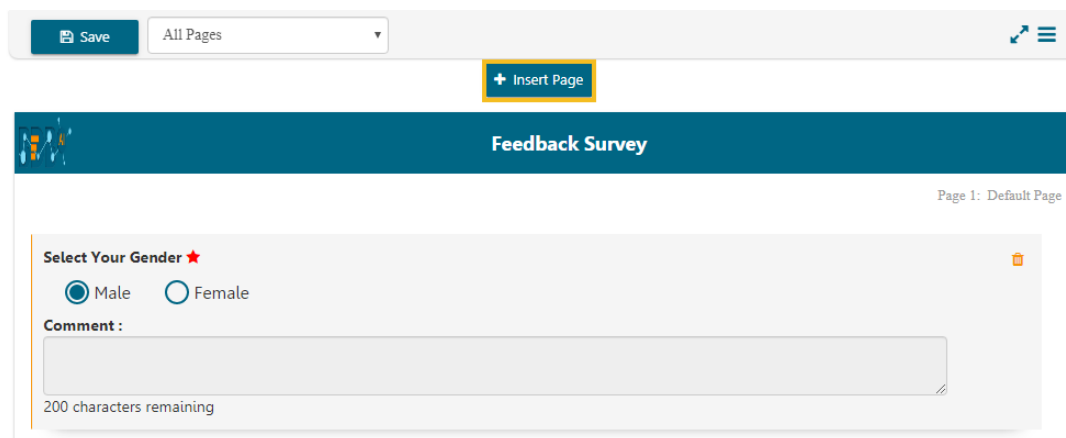 Save
All Pages
+ Insert Page
Feedback Survey
Page 1: Default Page
Select Your Gender
Male Female
Comment :
200 characters remaining